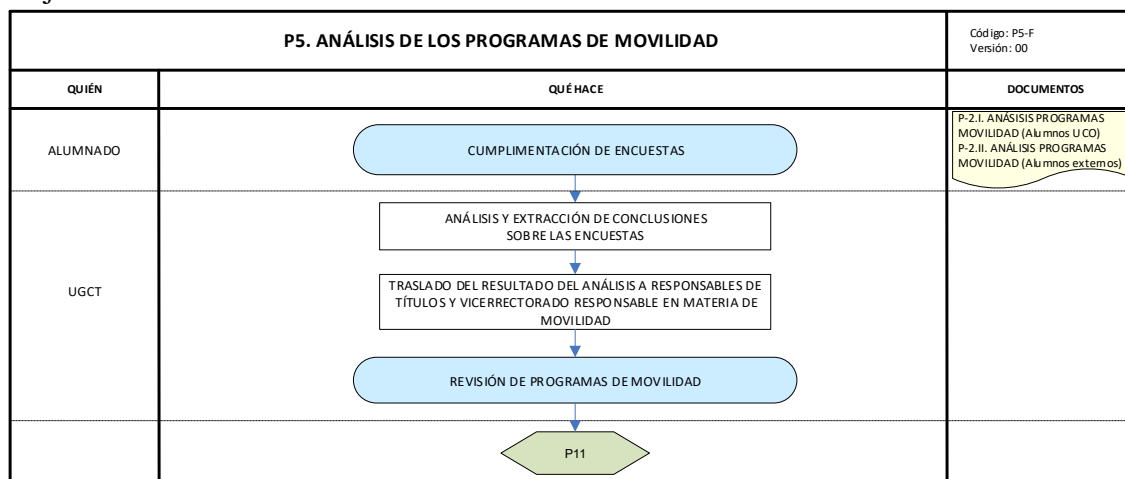 P5. ANÁLISIS DE LOS PROGRAMAS DE MOVILIDAD
Código: P5-F
Versión: 00
QUIÉN
QUÉ HACE
DOCUMENTOS
ALUMNADO
CUMPLIMENTACIÓN DE ENCUESTAS
P-2.I. ANÁSISIS PROGRAMAS
MOVILIDAD (Alumnos UCO)
P-2.II. ANÁLISIS PROGRAMAS
MOVILIDAD (Alumnos externos)
UGCT
ANÁLISIS Y EXTRACCIÓN DE CONCLUSIONES
SOBRE LAS ENCUESTAS
TRASLADO DEL RESULTADO DEL ANÁLISIS A RESPONSABLES DE
TÍTULOS Y VICERRECTORADO RESPONSABLE EN MATERIA DE
MOVILIDAD
REVISIÓN DE PROGRAMAS DE MOVILIDAD
P11